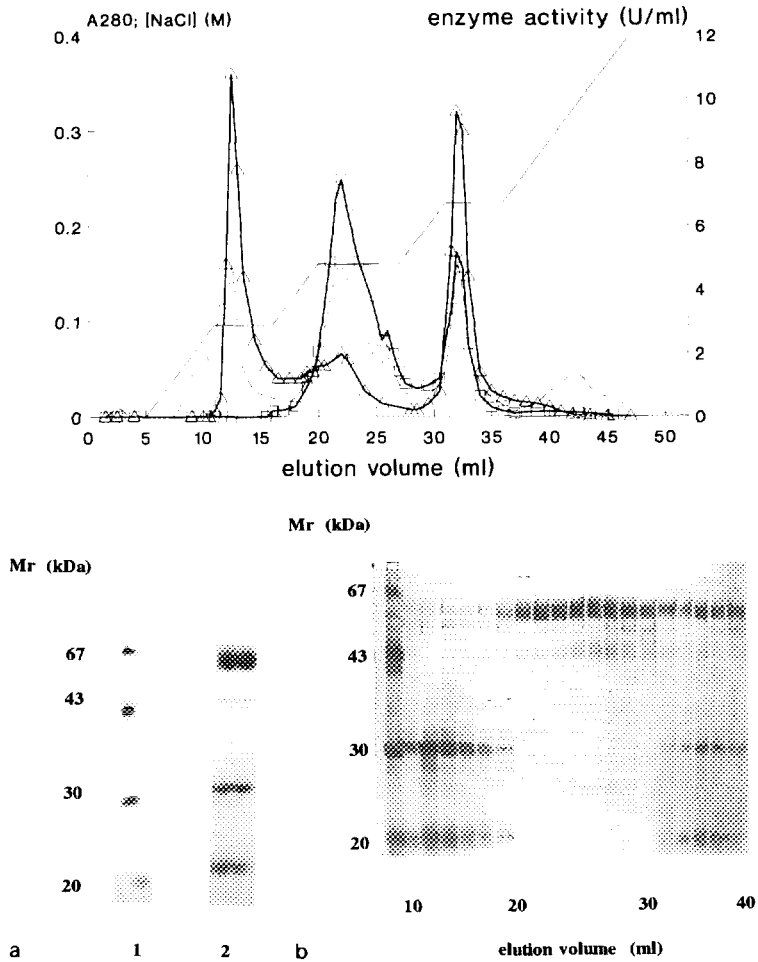 A280; [NaCl] (M)
enzyme activity (U/ml)
0.4
0.3
0.2
0.1
0
12
10
8
6
4
2
0
0 5 10 15 20 25 30 35 40 45 50
elution volume (ml)
Mr (kDa)
67
43
30
20
a 1 2
Mr (kDa)
67
43
30
20
10 20 30 40
b elution volume (ml)